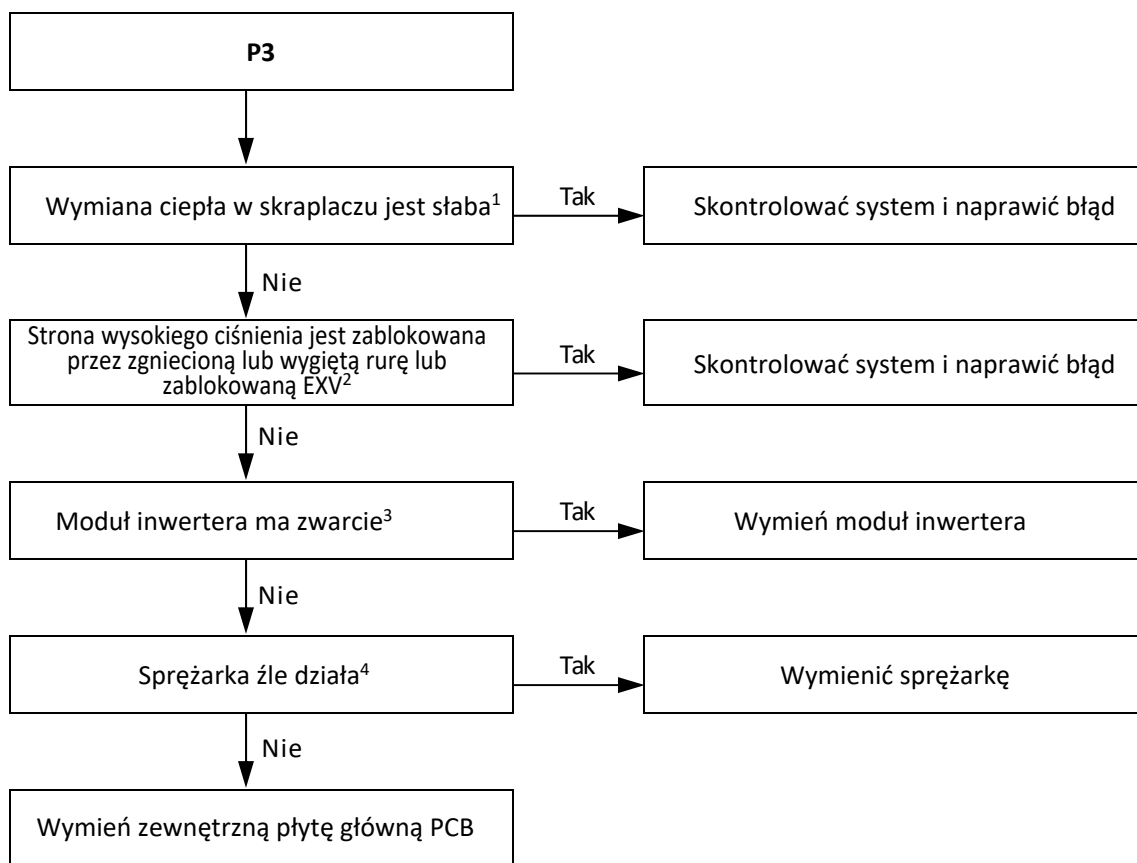 P3
Wymiana ciepła w skraplaczu jest słaba¹
Tak
Skontrolować system i naprawić błąd
Nie
Strona wysokiego ciśnienia jest zablokowana
przez zgniecioną lub wygiętą rurę lub
zablokowaną EXV²
Tak
Skontrolować system i naprawić błąd
Nie
Moduł inwertera ma zwarcie³
Tak
Wymień moduł inwertera
Nie
Sprężarka źle działa⁴
Tak
Wymienić sprężarkę
Nie
Wymień zewnętrzną płytę główną PCB